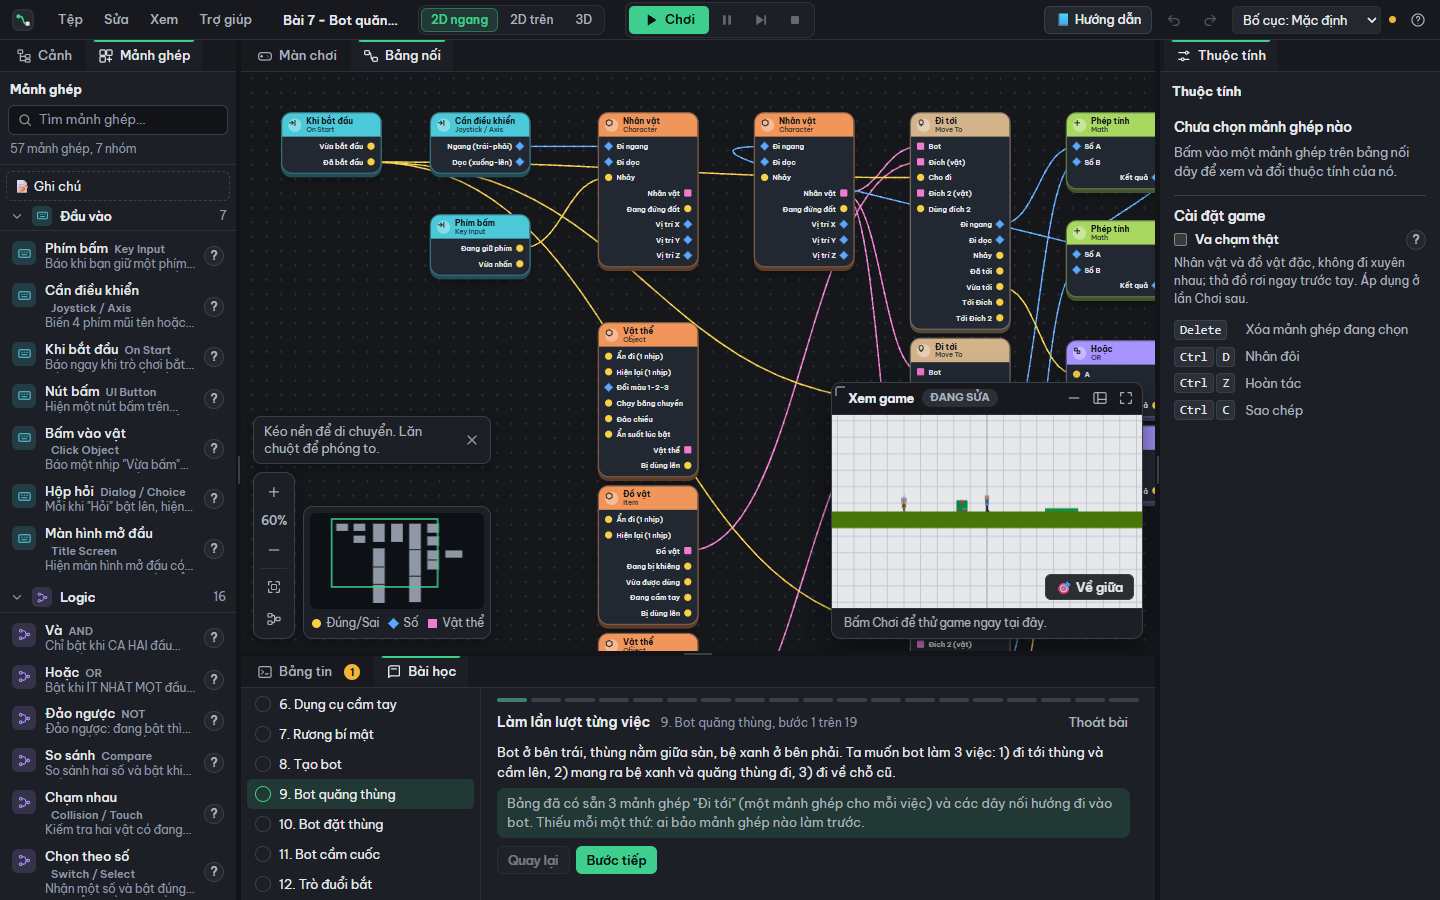 Tệp
Sửa
Xem
Trợ giúp
Bài 7 - Bot quăn...
2D ngang
2D trên
3D
Chơi
Hướng dẫn
Bố cục: Mặc định
Cảnh
Mảnh ghép
Mảnh ghép
Tìm mảnh ghép...
57 mảnh ghép, 7 nhóm
Ghi chú
Đầu vào
7
Phím bấm Key Input
Báo khi bạn giữ một phím...
Cần điều khiển
Joystick / Axis
Biến 4 phím mũi tên hoặc...
Khi bắt đầu On Start
Báo ngay khi trò chơi bắt...
Nút bấm UI Button
Hiện một nút bấm trên...
Bấm vào vật
Click Object
Báo một nhịp "Vừa bấm"...
Hộp hỏi Dialog / Choice
Mỗi khi "Hỏi" bật lên, hiện...
Màn hình mở đầu
Title Screen
Hiện màn hình mở đầu có...
Logic
16
Và AND
Chỉ bật khi CẢ HAI đầu...
Hoặc OR
Bật khi ÍT NHẤT MỘT đầu...
Đảo ngược NOT
Đảo ngược: đang bật thì...
So sánh Compare
So sánh hai số và bật khi...
Chạm nhau
Collision / Touch
Kiểm tra hai vật có đang...
Chọn theo số
Switch / Select
Nhận một số và bật đúng...
Màn chơi
Bảng nối
Khi bắt đầu
On Start
Vừa bắt đầu
Đã bắt đầu
Cần điều khiển
Joystick / Axis
Ngang (trái-phải)
Dọc (xuống-lên)
Phím bấm
Key Input
Đang giữ phím
Vừa nhấn
Nhân vật
Character
Đi ngang
Đi dọc
Nhảy
Nhân vật
Đang đứng đất
Vị trí X
Vị trí Y
Vị trí Z
Nhân vật
Character
Đi ngang
Đi dọc
Nhảy
Nhân vật
Đang đứng đất
Vị trí X
Vị trí Y
Vị trí Z
Đi tới
Move To
Bot
Đích (vật)
Cho đi
Đích 2 (vật)
Dùng đích 2
Đi ngang
Đi dọc
Nhảy
Đã tới
Vừa tới
Tới Đích
Tới Đích 2
Đi tới
Move To
Bot
Đích 2 (vật)
Phép tính
Math
Số A
Số B
Kết quả
Phép tính
Math
Số A
Số B
Kết quả
Hoặc
OR
A
Vật thể
Object
Ẩn đi (1 nhịp)
Hiện lại (1 nhịp)
Đổi màu 1-2-3
Chạy băng chuyền
Đảo chiều
Ẩn suốt lúc bật
Vật thể
Bị dùng lên
Đồ vật
Item
Ẩn đi (1 nhịp)
Hiện lại (1 nhịp)
Đồ vật
Đang bị khiêng
Vừa được dùng
Đang cầm tay
Bị dùng lên
Vật thể
Object
Kéo nền để di chuyển. Lăn
chuột để phóng to.
60%
Đúng/Sai
Số
Vật thể
Xem game
ĐANG SỬA
Về giữa
Bấm Chơi để thử game ngay tại đây.
Bảng tin
1
Bài học
6. Dụng cụ cầm tay
7. Rương bí mật
8. Tạo bot
9. Bot quăng thùng
10. Bot đặt thùng
11. Bot cầm cuốc
12. Trò đuổi bắt
Làm lần lượt từng việc
9. Bot quăng thùng, bước 1 trên 19
Thoát bài
Bot ở bên trái, thùng nằm giữa sàn, bệ xanh ở bên phải. Ta muốn bot làm 3 việc: 1) đi tới thùng và
cầm lên, 2) mang ra bệ xanh và quăng thùng đi, 3) đi về chỗ cũ.
Bảng đã có sẵn 3 mảnh ghép "Đi tới" (một mảnh ghép cho mỗi việc) và các dây nối hướng đi vào
bot. Thiếu mỗi một thứ: ai bảo mảnh ghép nào làm trước.
Quay lại
Bước tiếp
Thuộc tính
Thuộc tính
Chưa chọn mảnh ghép nào
Bấm vào một mảnh ghép trên bảng nối
dây để xem và đổi thuộc tính của nó.
Cài đặt game
Va chạm thật
Nhân vật và đồ vật đặc, không đi xuyên
nhau; thả đồ rơi ngay trước tay. Áp dụng ở
lần Chơi sau.
Delete Xóa mảnh ghép đang chọn
Ctrl D Nhân đôi
Ctrl Z Hoàn tác
Ctrl C Sao chép